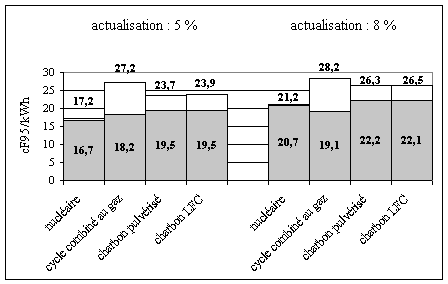 actualisation : 5 %
actualisation : 8 %
cF95/kWh
30
25
20
15
10
5
0
17,2
27,2
23,7
23,9
21,2
28,2
26,3
26,5
16,7
18,2
19,5
19,5
20,7
19,1
22,2
22,1
nucléaire
cycle combiné au gaz
charbon pulvérisé
charbon LFC
nucléaire
cycle combiné au gaz
charbon pulvérisé
charbon LFC